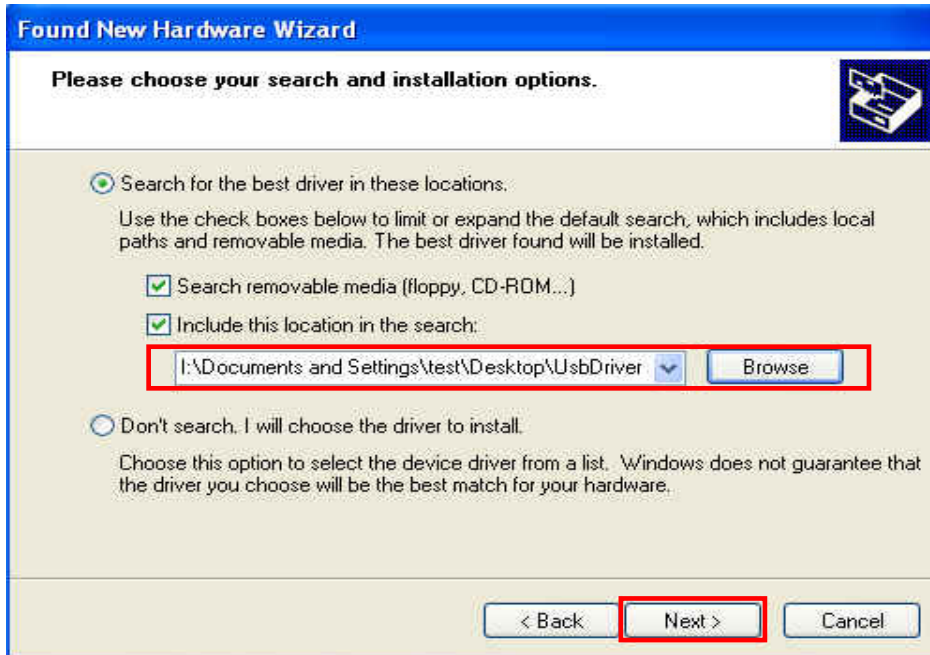 Found New Hardware Wizard
Please choose your search and installation options.
Search for the best driver in these locations.
Use the check boxes below to limit or expand the default search, which includes local
paths and removable media. The best driver found will be installed.
Search removable media (floppy, CD-ROM...)
Include this location in the search:
I:\Documents and Settings\test\Desktop\UsbDriver Browse
Don't search. I will choose the driver to install.
Choose this option to select the device driver from a list. Windows does not guarantee that
the driver you choose will be the best match for your hardware.
< Back Next > Cancel